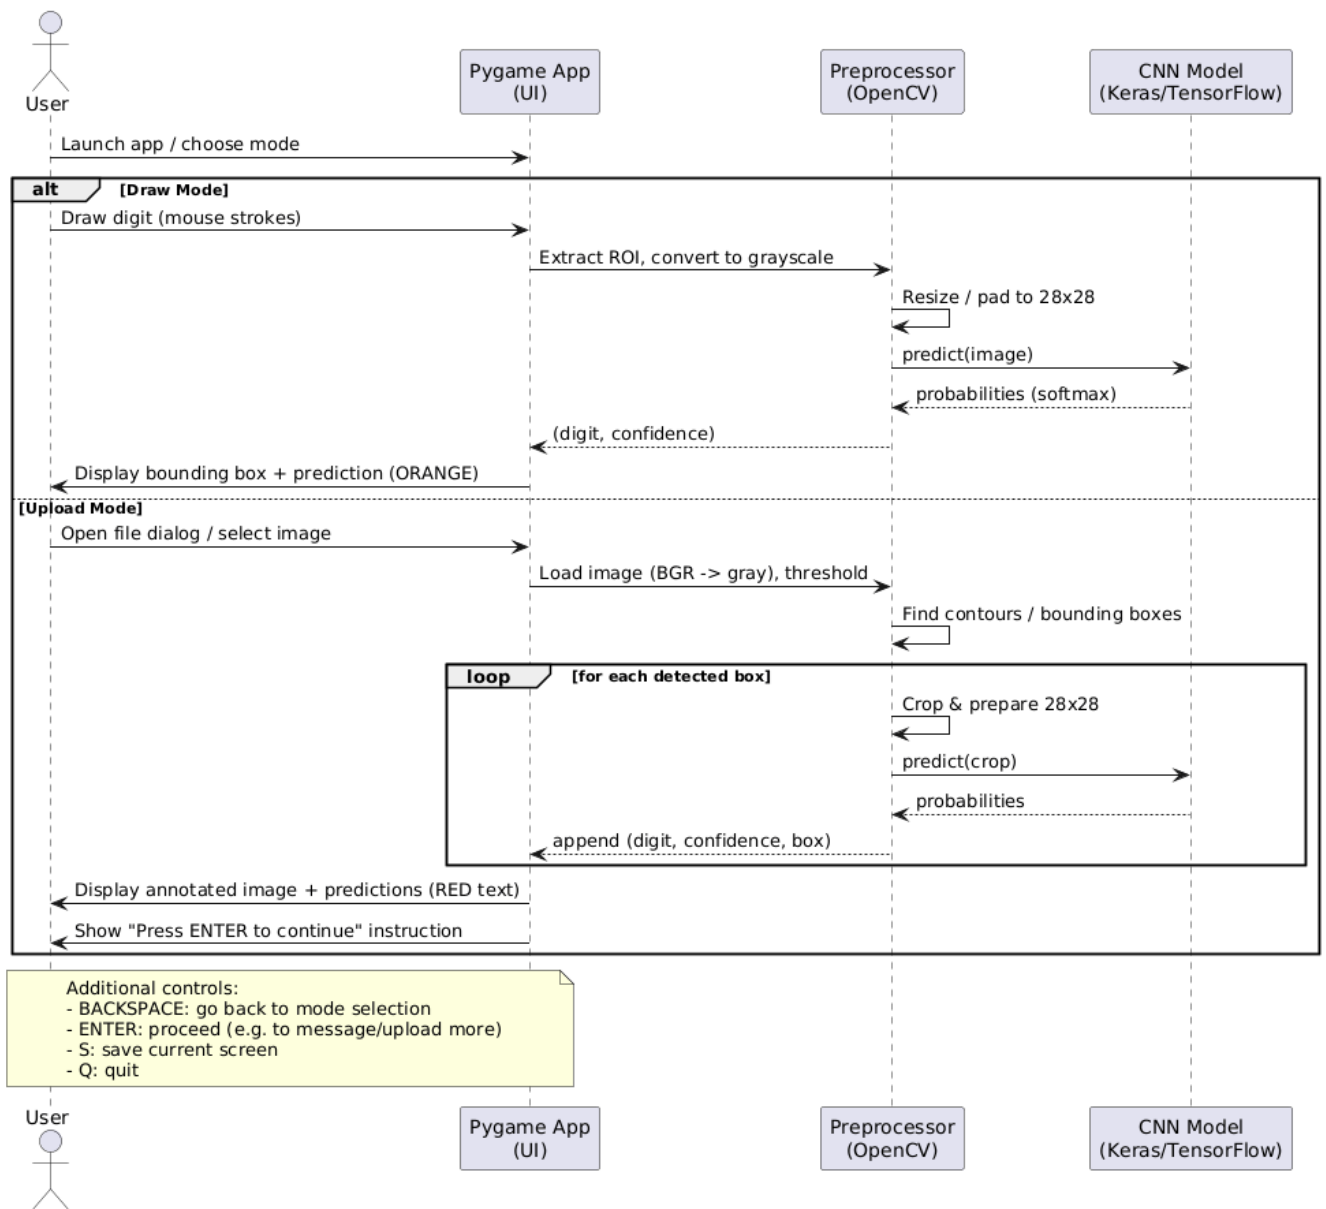 User
Pygame App
(UI)
Preprocessor
(OpenCV)
CNN Model
(Keras/TensorFlow)
Launch app / choose mode
alt
[Draw Mode]
Draw digit (mouse strokes)
Extract ROI, convert to grayscale
Resize / pad to 28x28
predict(image)
probabilities (softmax)
(digit, confidence)
Display bounding box + prediction (ORANGE)
[Upload Mode]
Open file dialog / select image
Load image (BGR -> gray), threshold
Find contours / bounding boxes
loop
[for each detected box]
Crop & prepare 28x28
predict(crop)
probabilities
append (digit, confidence, box)
Display annotated image + predictions (RED text)
Show "Press ENTER to continue" instruction
Additional controls:
- BACKSPACE: go back to mode selection
- ENTER: proceed (e.g. to message/upload more)
- S: save current screen
- Q: quit
User
Pygame App
(UI)
Preprocessor
(OpenCV)
CNN Model
(Keras/TensorFlow)